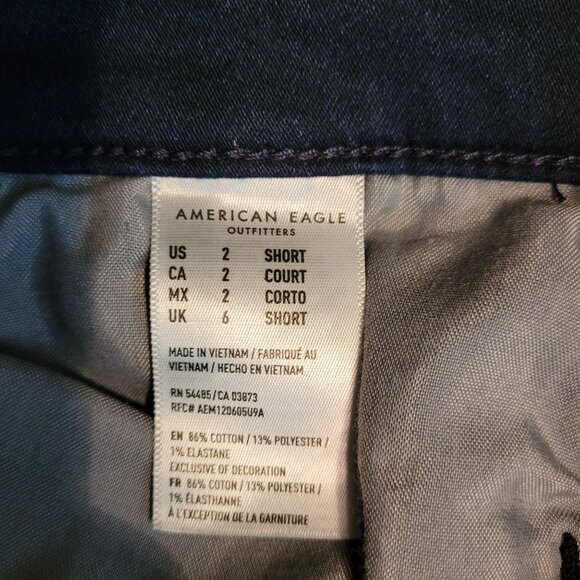 AMERICAN EAGLE
OUTFITTERS
US 2 SHORT
CA 2 COURT
MX 2 CORTO
UK 6 SHORT
MADE IN VIETNAM / FABRIQUÉ AU
VIETNAM / HECHO EN VIETNAM
RN 54485/CA 03873
RFC# AEM120605U9A
EN 86% COTTON / 13% POLYESTER /
1% ELASTANE
EXCLUSIVE OF DECORATION
FR 86% COTON / 13% POLYESTER /
1% ÉLASTHANNE
À L'EXCEPTION DE LA GARNITURE